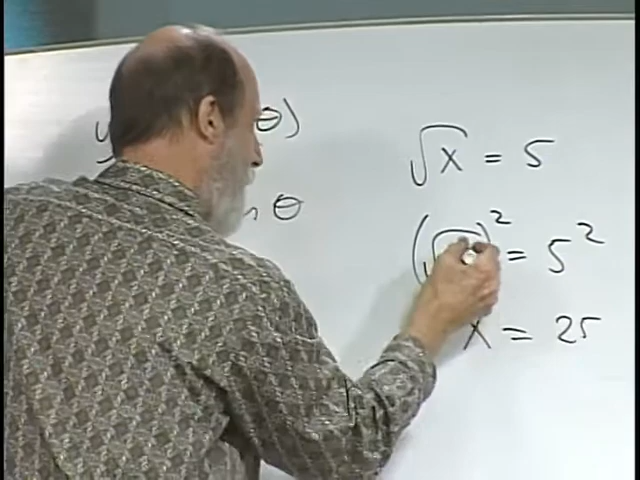 θ)
θ
√x = 5
(√ )² = 5²
x = 25